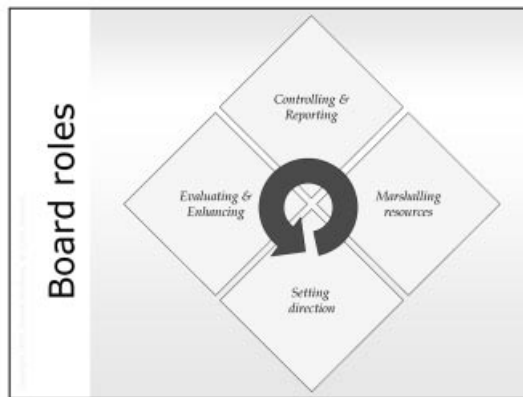 Board roles
Controlling &
Reporting
Evaluating &
Enhancing
Marshalling
resources
Setting
direction